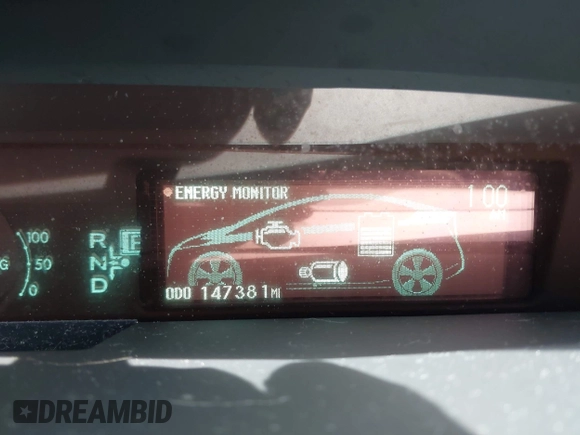 ENERGY MONITOR
1:00
100
50
0
G
R
N
D
F
ODO 147381 Mi
DREAMBID